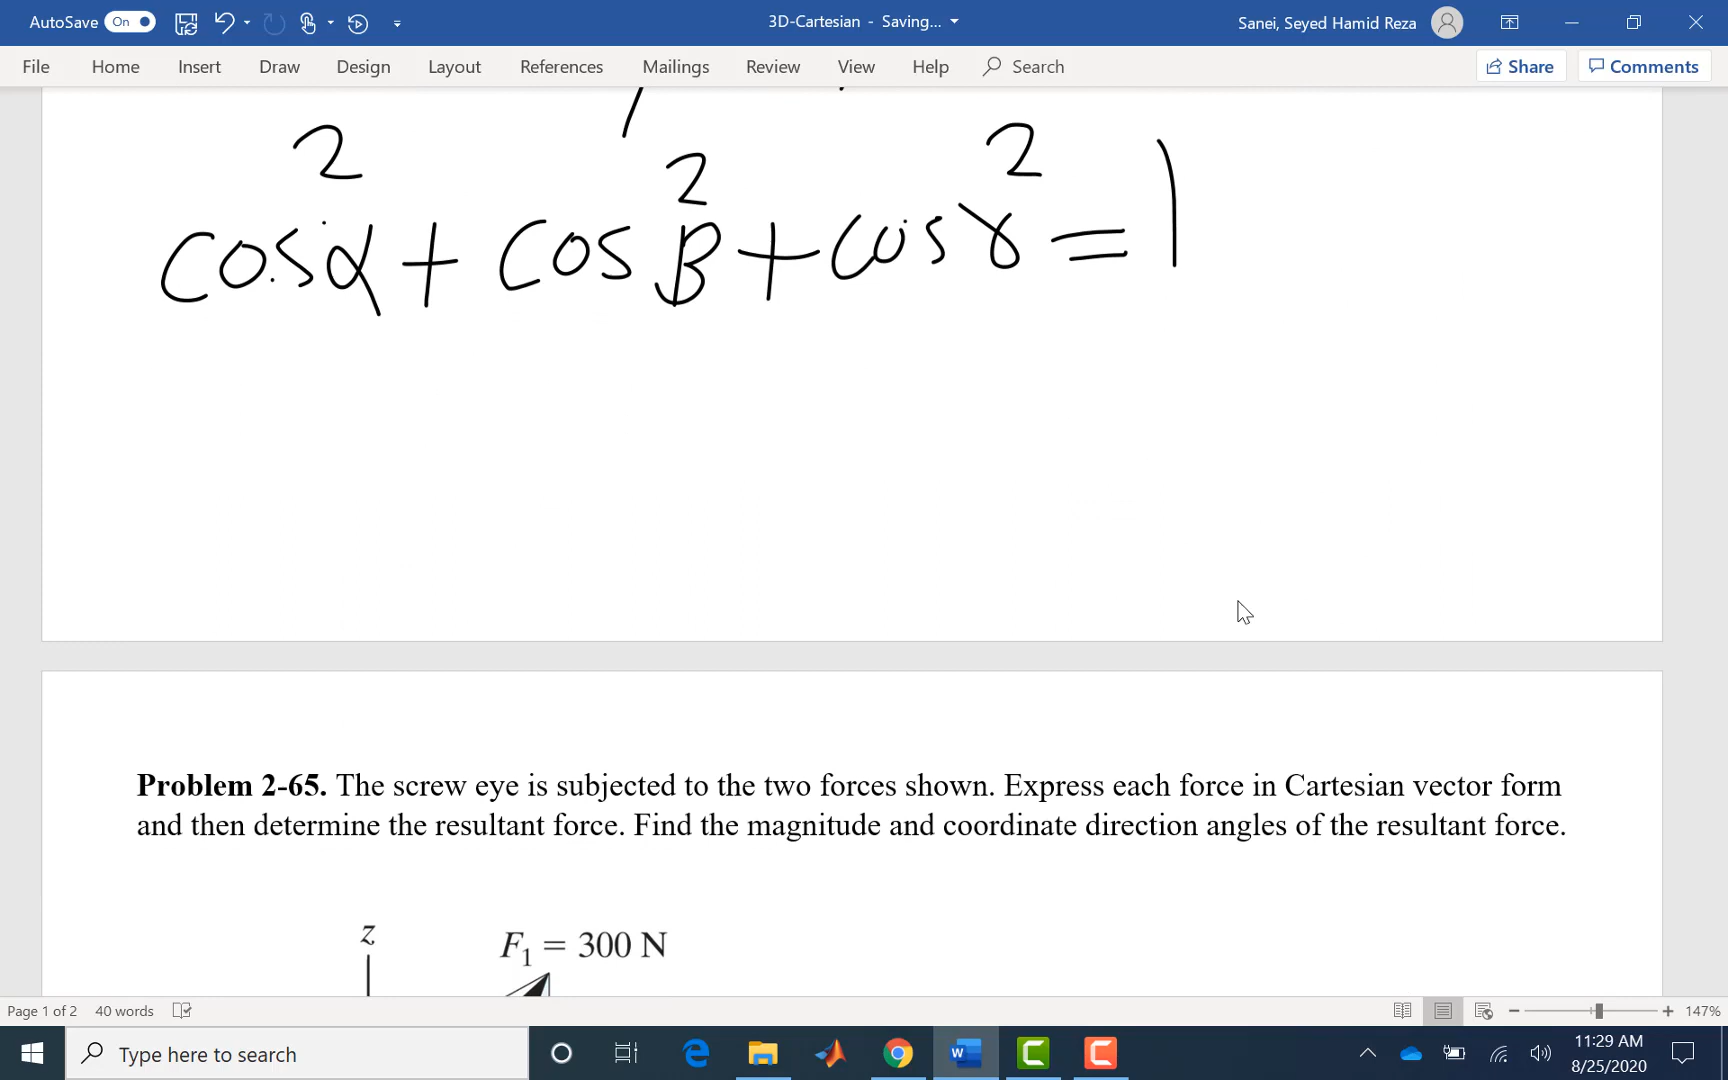 AutoSave On 3D-Cartesian - Saving... Sanei, Seyed Hamid Reza
File Home Insert Draw Design Layout References Mailings Review View Help Search Share Comments
cos²α + cos²β + cosγ² = 1
Problem 2-65. The screw eye is subjected to the two forces shown. Express each force in Cartesian vector form
and then determine the resultant force. Find the magnitude and coordinate direction angles of the resultant force.
z
F₁ = 300 N
Page 1 of 2 40 words 147%
Type here to search
11:29 AM
8/25/2020